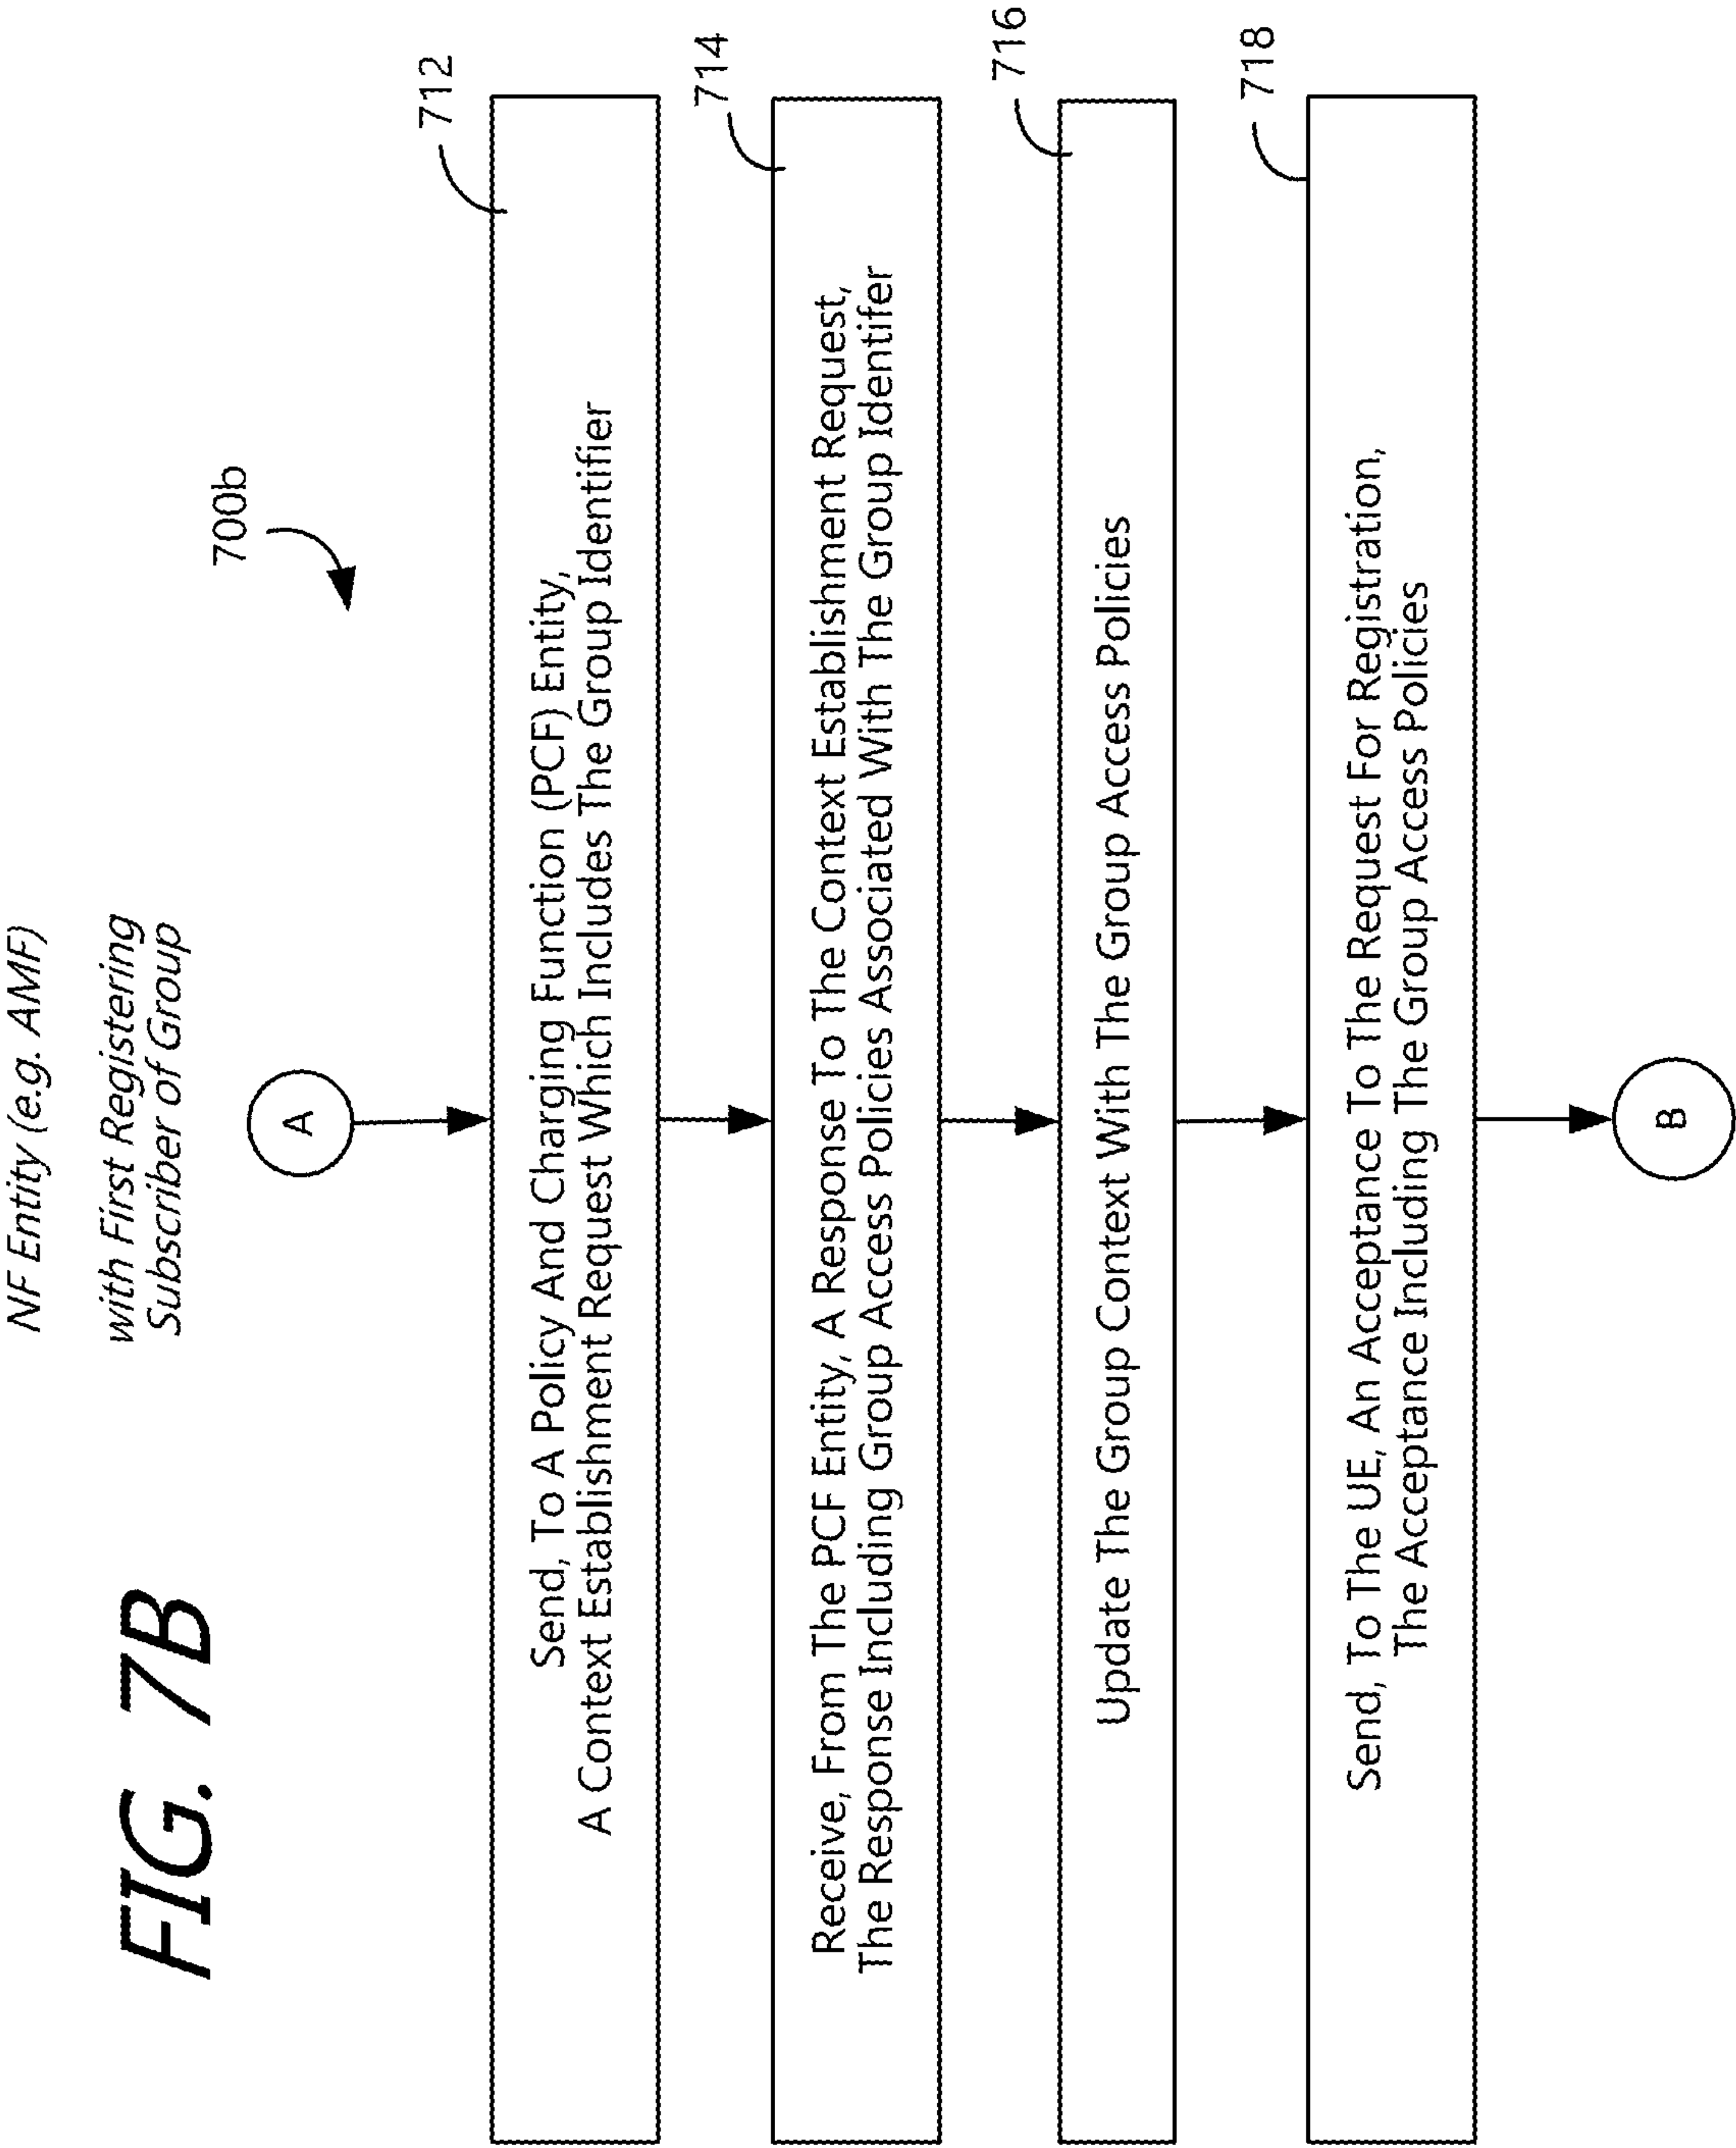 NF Entity (e.g. AMF)
FIG. 7B
with First Registering
Subscriber of Group
700b
A
712
Send, To A Policy And Charging Function (PCF) Entity,
A Context Establishment Request Which Includes The Group Identifier
714
Receive, From The PCF Entity, A Response To The Context Establishment Request,
The Response Including Group Access Policies Associated With The Group Identifer
716
Update The Group Context With The Group Access Policies
718
Send, To The UE, An Acceptance To The Request For Registration,
The Acceptance Including The Group Access Policies
B